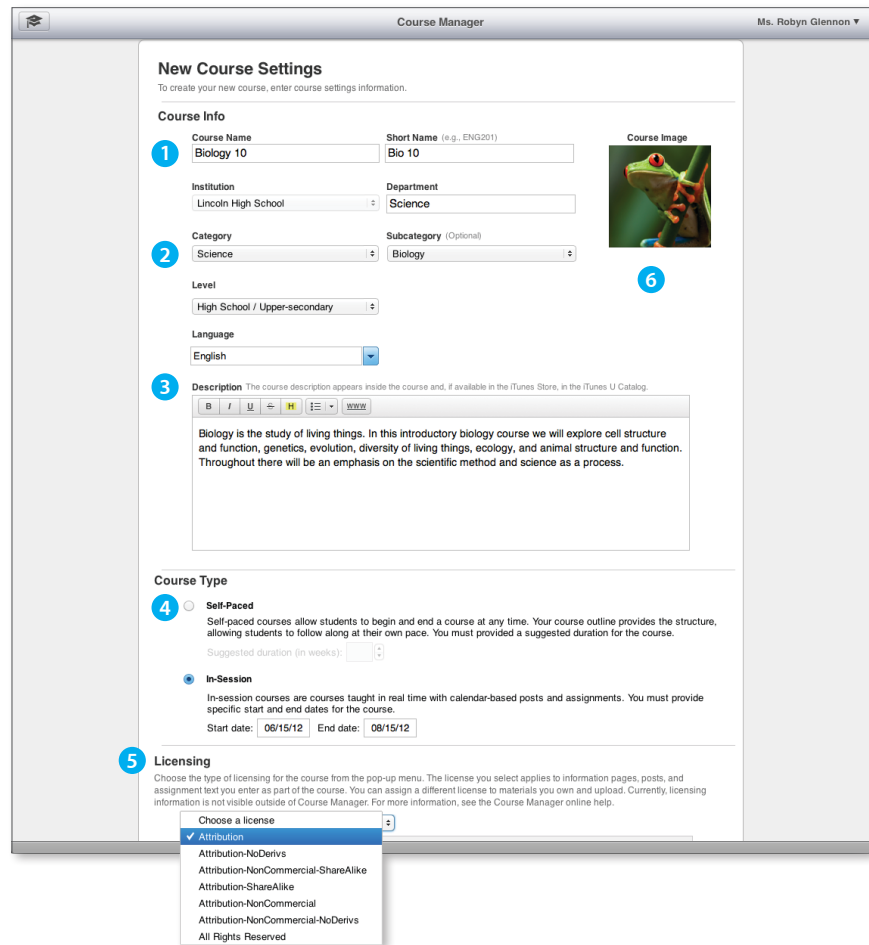 Course Manager
Ms. Robyn Glennon ▼
New Course Settings
To create your new course, enter course settings information.
Course Info
1
Course Name
Short Name (e.g., ENG201)
Course Image
Biology 10
Bio 10
Institution
Department
Lincoln High School
Science
2
Category
Subcategory (Optional)
Science
Biology
6
Level
High School / Upper-secondary
Language
English
3
Description The course description appears inside the course and, if available in the iTunes Store, in the iTunes U Catalog.
B I U S H www
Biology is the study of living things. In this introductory biology course we will explore cell structure
and function, genetics, evolution, diversity of living things, ecology, and animal structure and function.
Throughout there will be an emphasis on the scientific method and science as a process.
Course Type
4
Self-Paced
Self-paced courses allow students to begin and end a course at any time. Your course outline provides the structure,
allowing students to follow along at their own pace. You must provided a suggested duration for the course.
Suggested duration (in weeks):
In-Session
In-session courses are courses taught in real time with calendar-based posts and assignments. You must provide
specific start and end dates for the course.
Start date: 06/15/12 End date: 08/15/12
5
Licensing
Choose the type of licensing for the course from the pop-up menu. The license you select applies to information pages, posts, and
assignment text you enter as part of the course. You can assign a different license to materials you own and upload. Currently, licensing
information is not visible outside of Course Manager. For more information, see the Course Manager online help.
Choose a license
✓ Attribution
Attribution-NoDerivs
Attribution-NonCommercial-ShareAlike
Attribution-ShareAlike
Attribution-NonCommercial
Attribution-NonCommercial-NoDerivs
All Rights Reserved